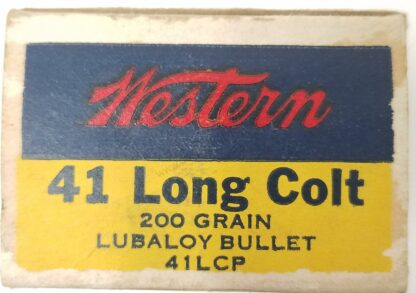 Western
41 Long Colt
200 GRAIN
LUBALOY BULLET
41LCP